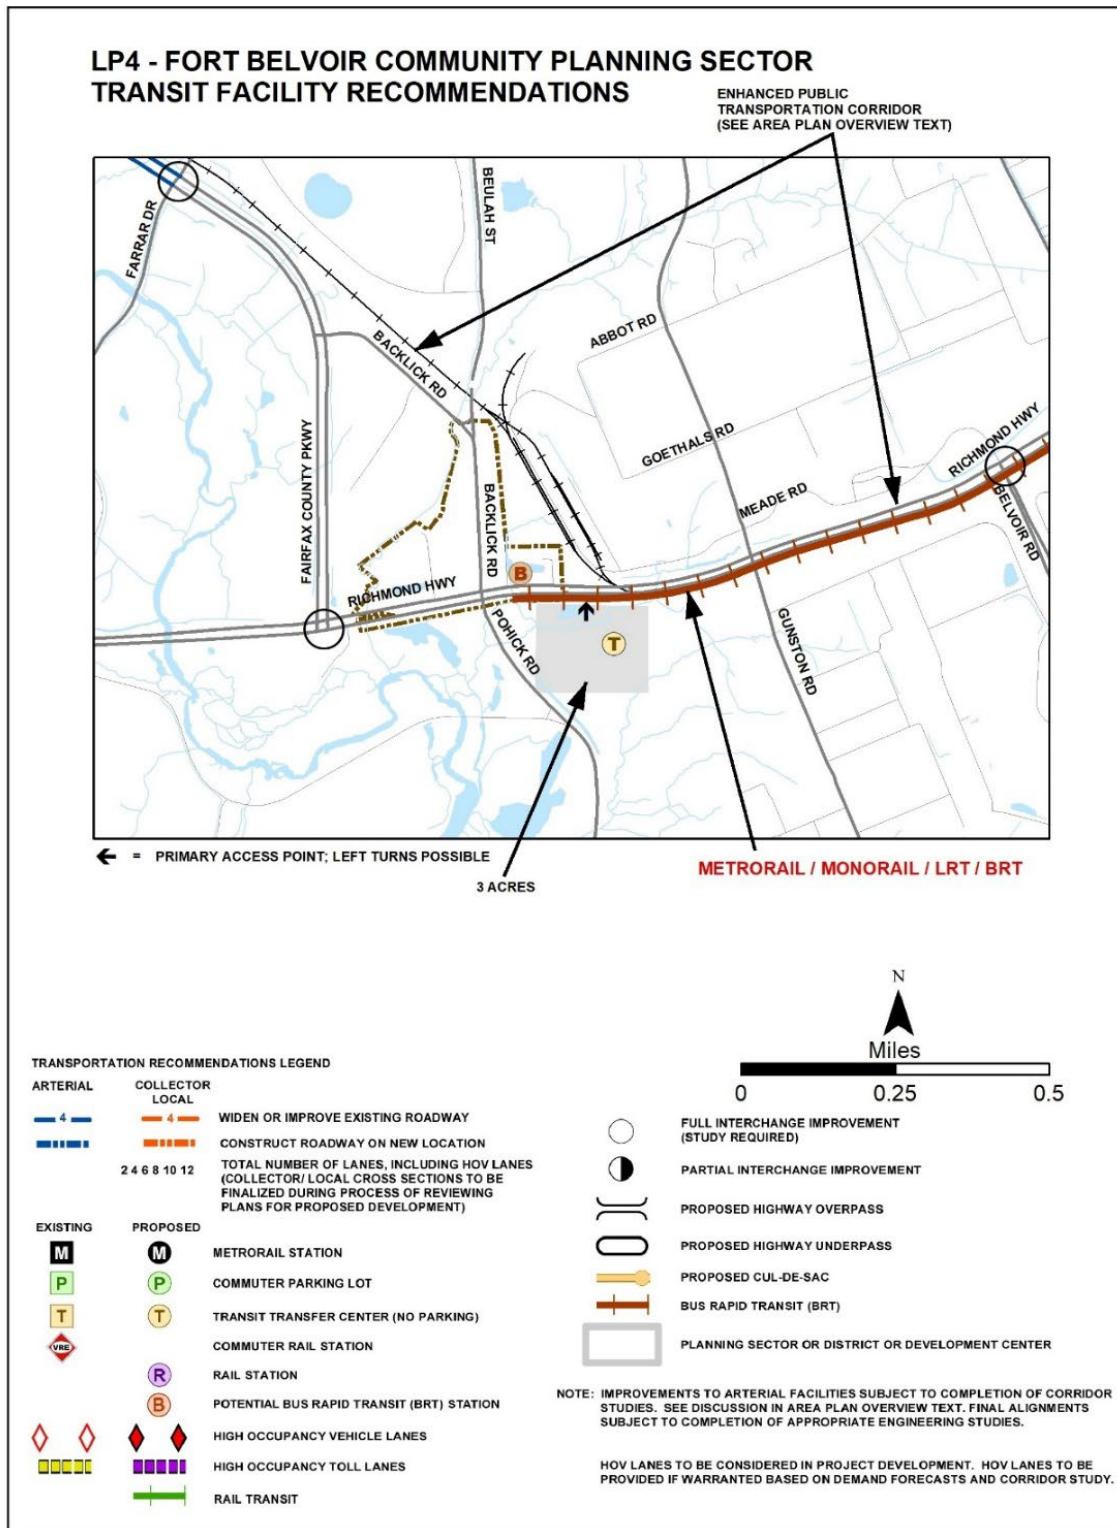 LP4 - FORT BELVOIR COMMUNITY PLANNING SECTOR
TRANSIT FACILITY RECOMMENDATIONS
ENHANCED PUBLIC
TRANSPORTATION CORRIDOR
(SEE AREA PLAN OVERVIEW TEXT)
FARRAR DR
BEULAH ST
ABBOT RD
BACKLICK RD
GOETHALS RD
RICHMOND HWY
MEADE RD
BELVOIR RD
FAIRFAX COUNTY PKWY
BACKLICK RD
B
RICHMOND HWY
POHICK RD
T
GUNSTON RD
= PRIMARY ACCESS POINT; LEFT TURNS POSSIBLE
METRORAIL / MONORAIL / LRT / BRT
3 ACRES
N
Miles
0 0.25 0.5
TRANSPORTATION RECOMMENDATIONS LEGEND
ARTERIAL COLLECTOR
LOCAL
4 4 WIDEN OR IMPROVE EXISTING ROADWAY
CONSTRUCT ROADWAY ON NEW LOCATION
2 4 6 8 10 12 TOTAL NUMBER OF LANES, INCLUDING HOV LANES
(COLLECTOR/ LOCAL CROSS SECTIONS TO BE
FINALIZED DURING PROCESS OF REVIEWING
PLANS FOR PROPOSED DEVELOPMENT)
EXISTING PROPOSED
M M METRORAIL STATION
P P COMMUTER PARKING LOT
T T TRANSIT TRANSFER CENTER (NO PARKING)
VRE COMMUTER RAIL STATION
R RAIL STATION
B POTENTIAL BUS RAPID TRANSIT (BRT) STATION
HIGH OCCUPANCY VEHICLE LANES
HIGH OCCUPANCY TOLL LANES
RAIL TRANSIT
FULL INTERCHANGE IMPROVEMENT
(STUDY REQUIRED)
PARTIAL INTERCHANGE IMPROVEMENT
PROPOSED HIGHWAY OVERPASS
PROPOSED HIGHWAY UNDERPASS
PROPOSED CUL-DE-SAC
BUS RAPID TRANSIT (BRT)
PLANNING SECTOR OR DISTRICT OR DEVELOPMENT CENTER
NOTE: IMPROVEMENTS TO ARTERIAL FACILITIES SUBJECT TO COMPLETION OF CORRIDOR
STUDIES. SEE DISCUSSION IN AREA PLAN OVERVIEW TEXT. FINAL ALIGNMENTS
SUBJECT TO COMPLETION OF APPROPRIATE ENGINEERING STUDIES.
HOV LANES TO BE CONSIDERED IN PROJECT DEVELOPMENT. HOV LANES TO BE
PROVIDED IF WARRANTED BASED ON DEMAND FORECASTS AND CORRIDOR STUDY.